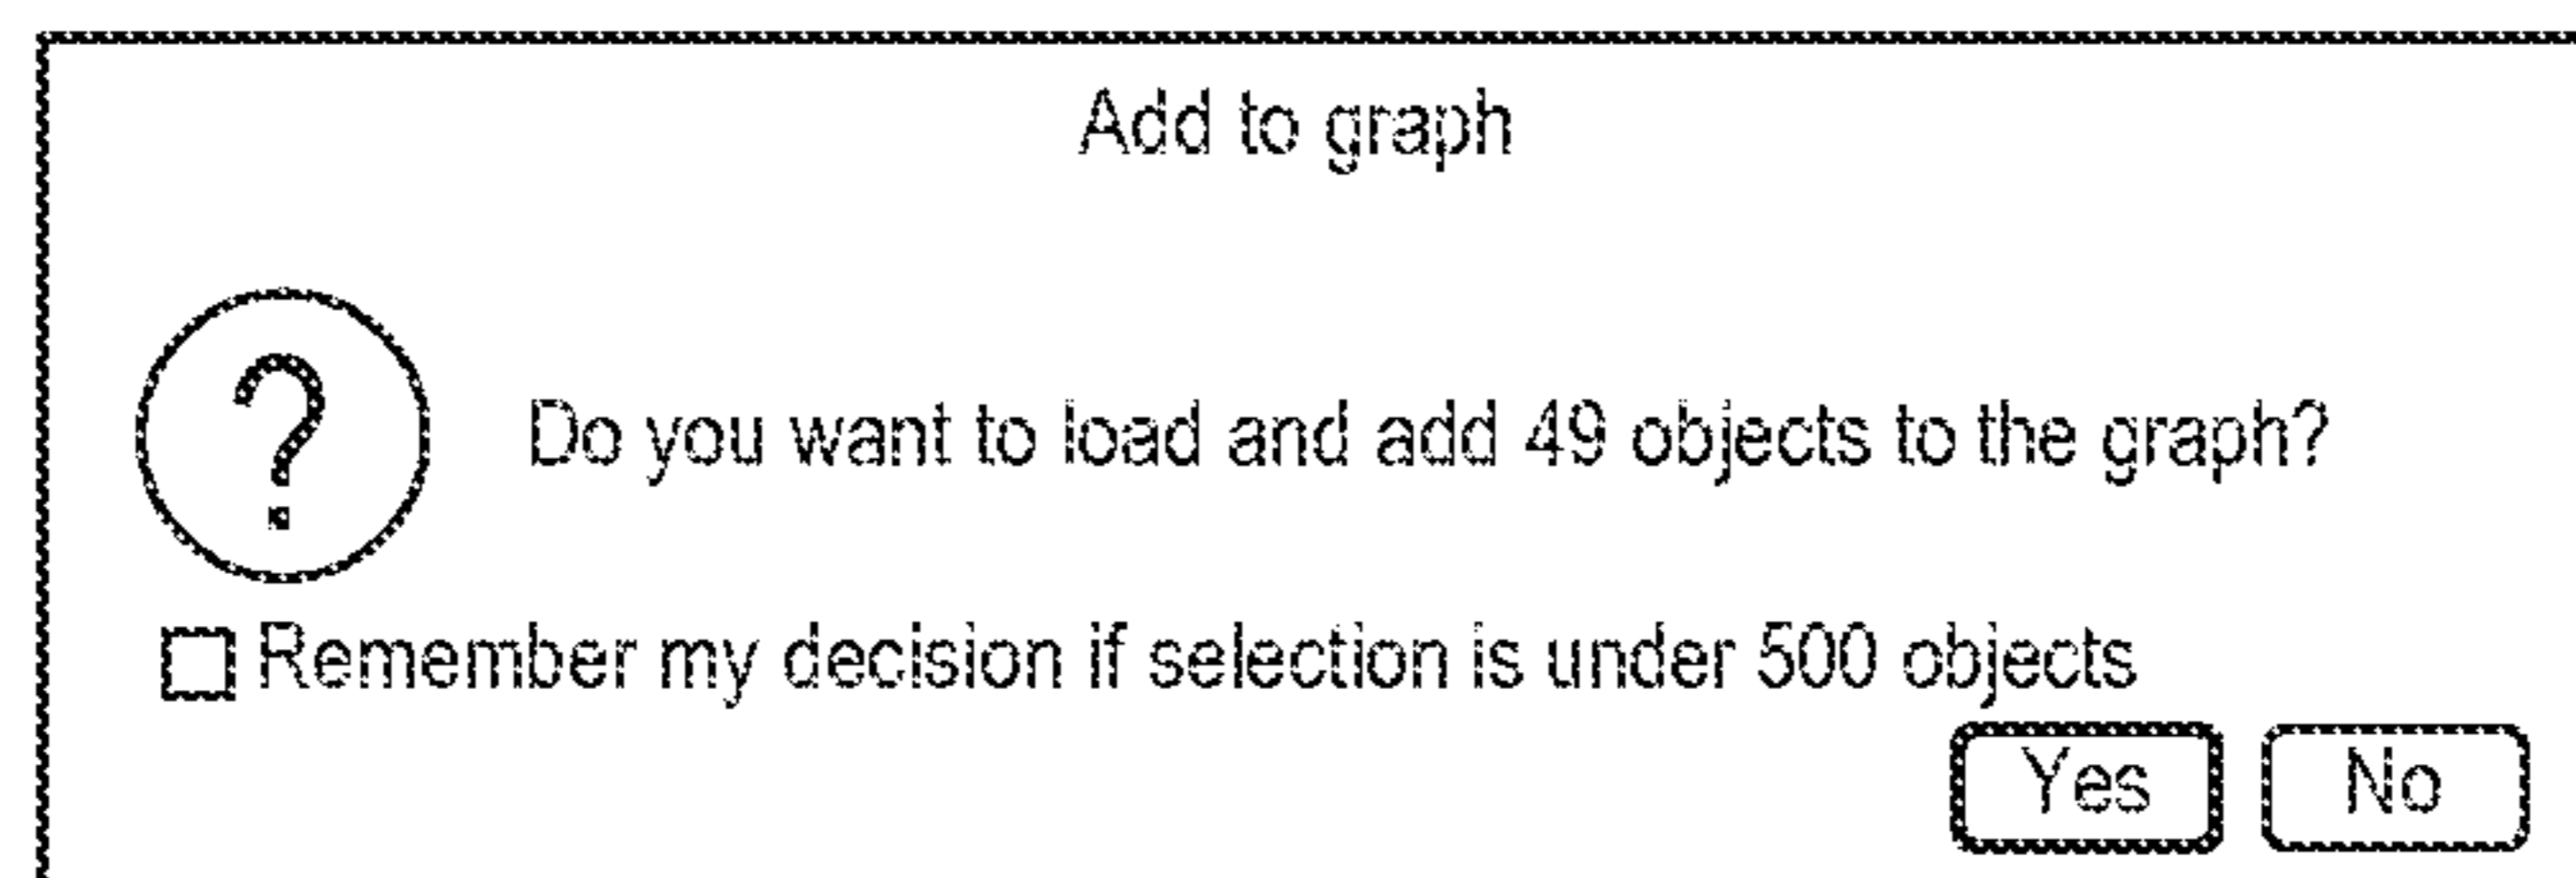 Add to graph
?
Do you want to load and add 49 objects to the graph?
Remember my decision if selection is under 500 objects
Yes No